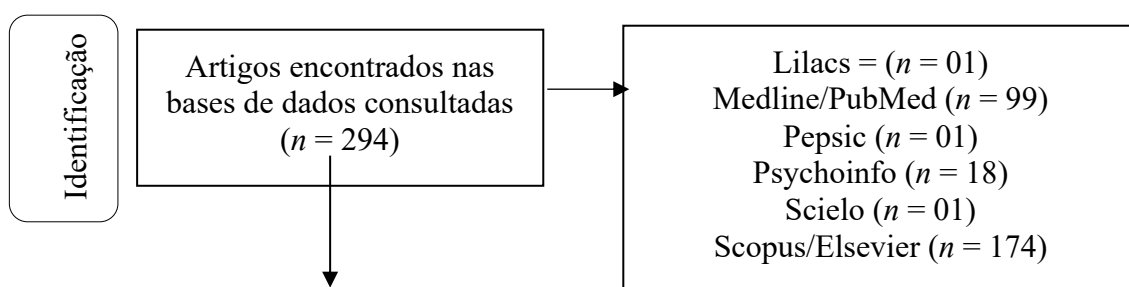 Identificação
Artigos encontrados nas
bases de dados consultadas
(n = 294)
Lilacs = (n = 01)
Medline/PubMed (n = 99)
Pepsic (n = 01)
Psychoinfo (n = 18)
Scielo (n = 01)
Scopus/Elsevier (n = 174)